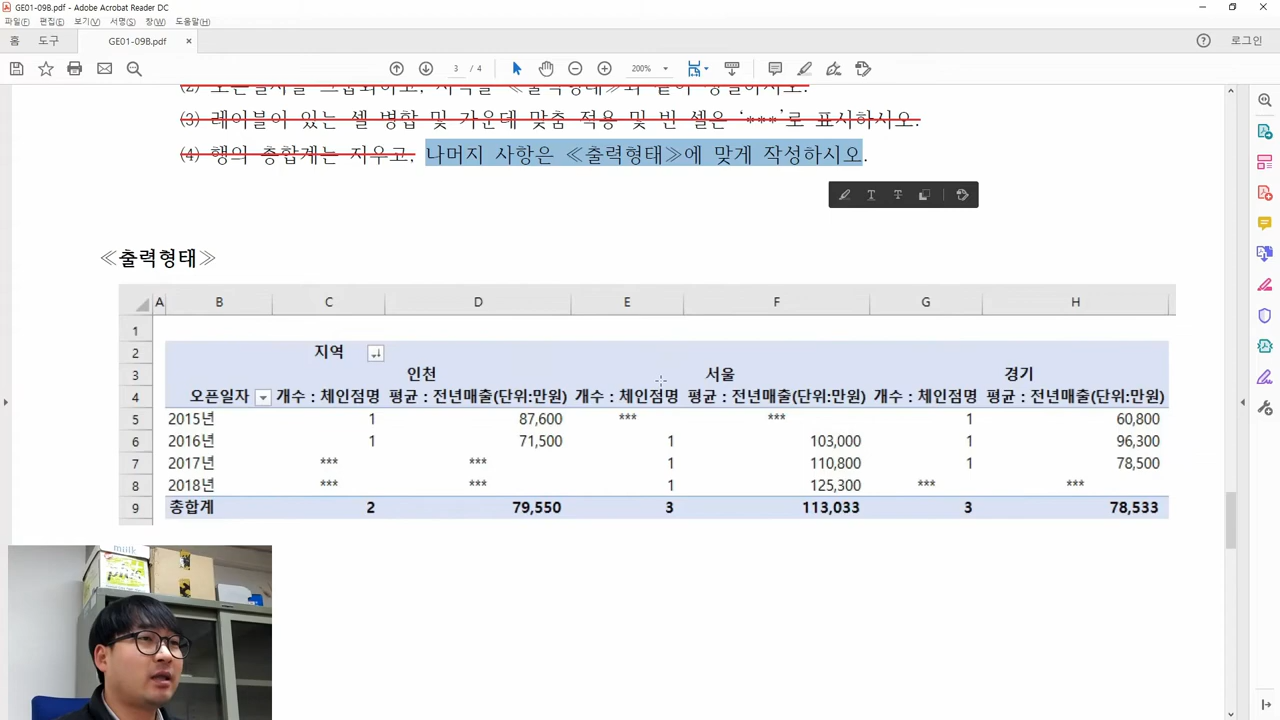 GE01-09B.pdf - Adobe Acrobat Reader DC
파일(F) 편집(E) 보기(V) 서명(S) 창(W) 도움말(H)
홈 도구 GE01-09B.pdf × 로그인
3 / 4 200%
(3) 레이블이 있는 셀 병합 및 가운데 맞춤 적용 및 빈 셀은 '***'로 표시하시오.
(4) 행의 총합계는 지우고, 나머지 사항은 ≪출력형태≫에 맞게 작성하시오.
≪출력형태≫
A B C D E F G H
1
2 지역
3 인천 서울 경기
4 오픈일자 개수 : 체인점명 평균 : 전년매출(단위:만원) 개수 : 체인점명 평균 : 전년매출(단위:만원) 개수 : 체인점명 평균 : 전년매출(단위:만원)
5 2015년 1 87,600 *** *** 1 60,800
6 2016년 1 71,500 1 103,000 1 96,300
7 2017년 *** *** 1 110,800 1 78,500
8 2018년 *** *** 1 125,300 *** ***
9 총합계 2 79,550 3 113,033 3 78,533
milk